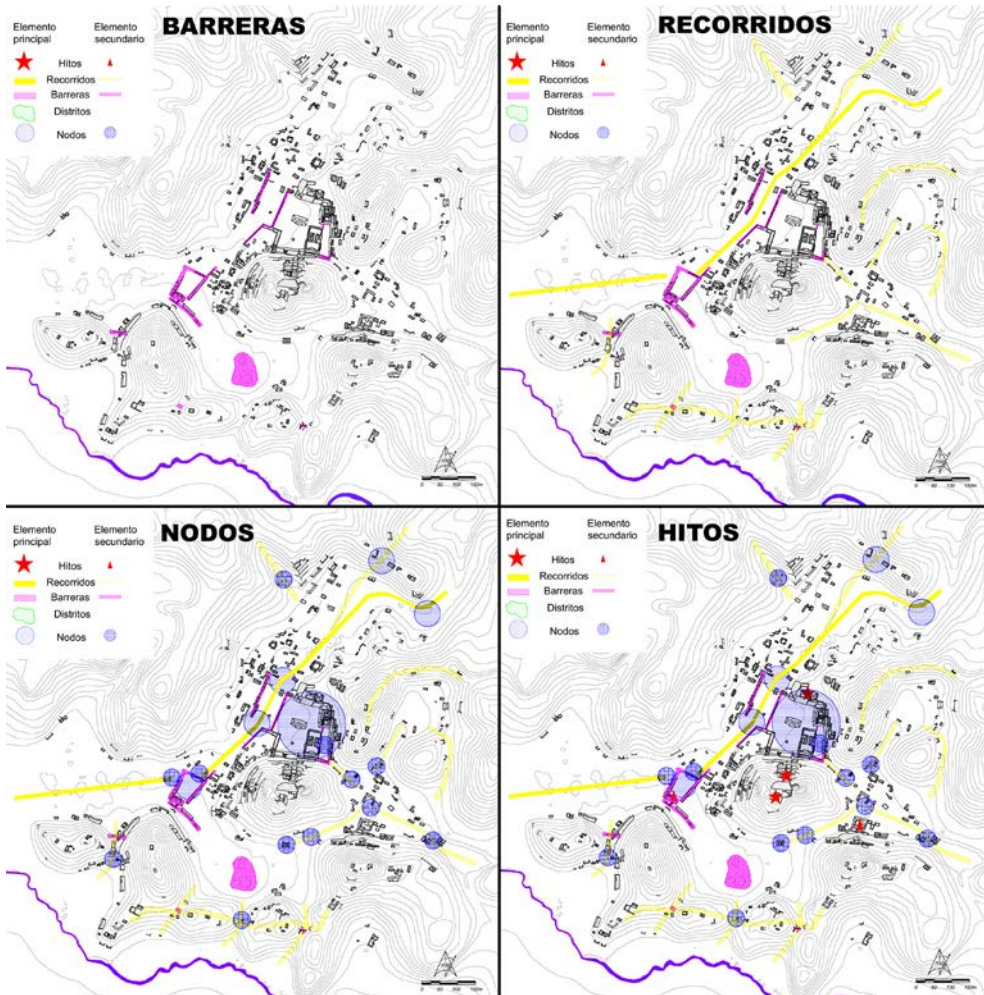 BARRERAS
Elemento principal
Elemento secundario
Hitos
Recorridos
Barreras
Distritos
Nodos
RECORRIDOS
Elemento principal
Elemento secundario
Hitos
Recorridos
Barreras
Distritos
Nodos
NODOS
Elemento principal
Elemento secundario
Hitos
Recorridos
Barreras
Distritos
Nodos
HITOS
Elemento principal
Elemento secundario
Hitos
Recorridos
Barreras
Distritos
Nodos